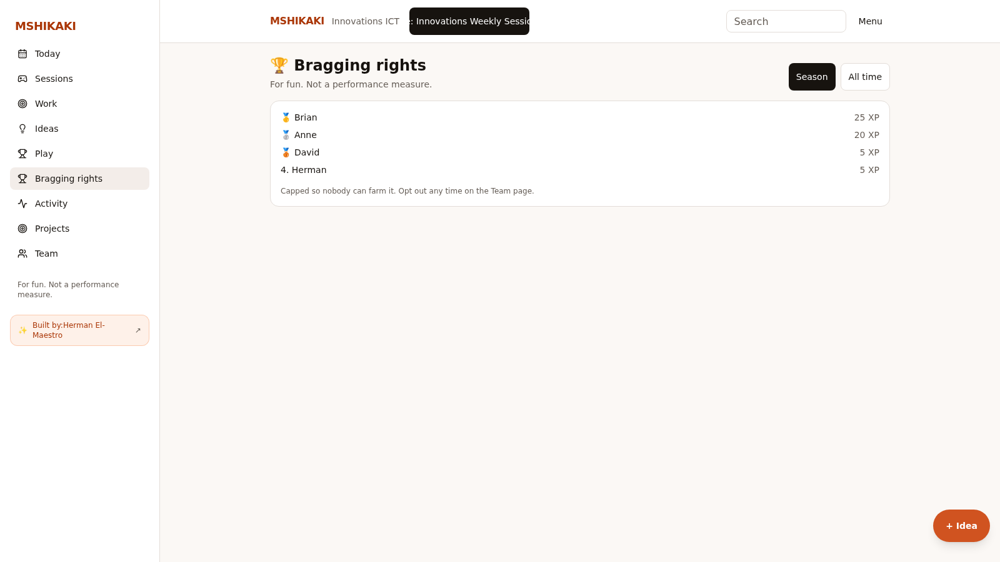 MSHIKAKI
Today
Sessions
Work
Ideas
Play
Bragging rights
Activity
Projects
Team
For fun. Not a performance
measure.
✨ Built by:Herman El-
Maestro ↗
MSHIKAKI Innovations ICT : Innovations Weekly Sessio Search Menu
🏆 Bragging rights
For fun. Not a performance measure.
Season All time
🥇 Brian 25 XP
🥈 Anne 20 XP
🥉 David 5 XP
4. Herman 5 XP
Capped so nobody can farm it. Opt out any time on the Team page.
+ Idea